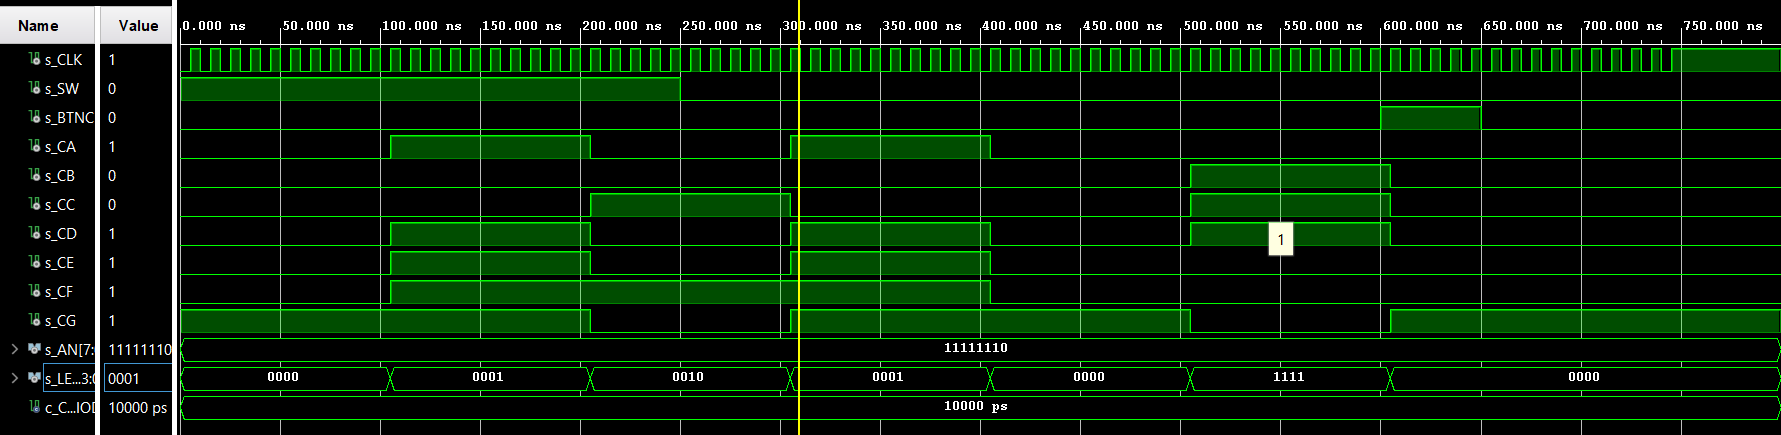 Name Value 0.000 ns 50.000 ns 100.000 ns 150.000 ns 200.000 ns 250.000 ns 300.000 ns 350.000 ns 400.000 ns 450.000 ns 500.000 ns 550.000 ns 600.000 ns 650.000 ns 700.000 ns 750.000 ns
s_CLK 1
s_SW 0
s_BTNC 0
s_CA 1
s_CB 0
s_CC 0
s_CD 1 1
s_CE 1
s_CF 1
s_CG 1
s_AN[7: 11111110 11111110
s_LE...3:0 0001 0000 0001 0010 0001 0000 1111 0000
c_C...IOD 10000 ps 10000 ps